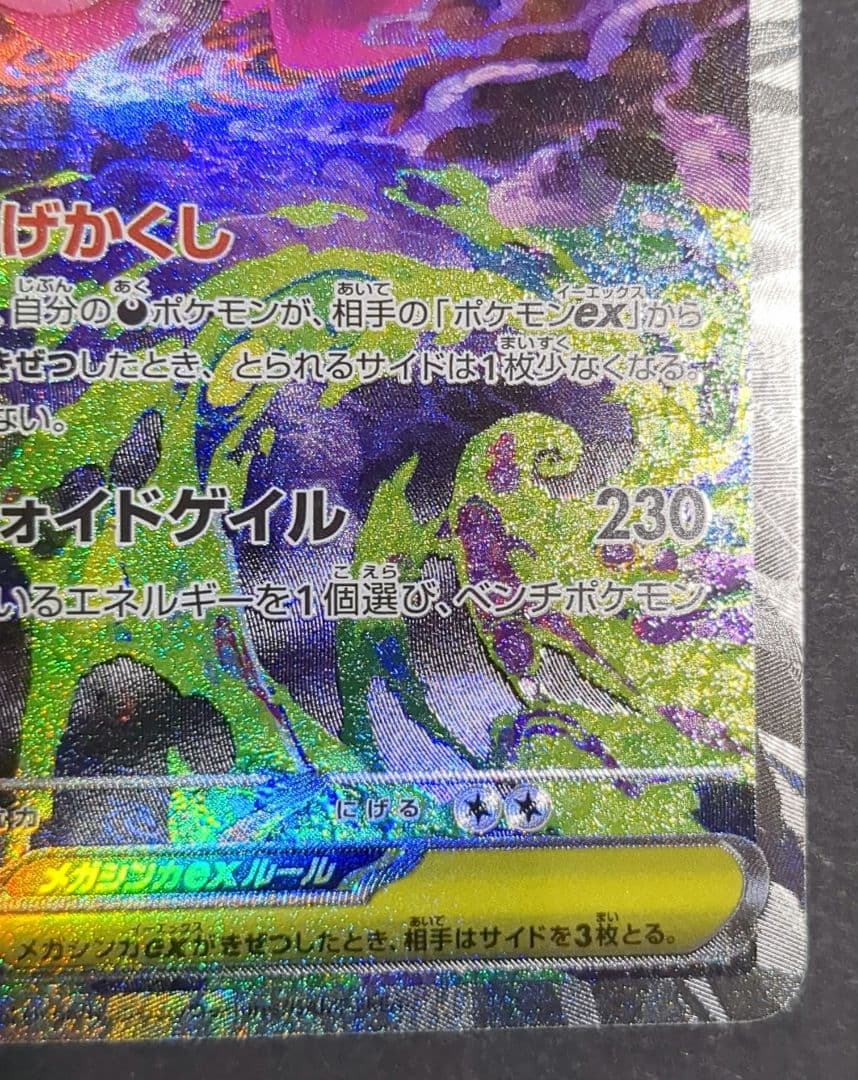 げかくし
自分のポケモンが、相手の「ポケモンex」から
きぜつしたとき、とられるサイドは1枚少なくなる。
ない。
ォイドゲイル 230
いるエネルギーを1個選び、ベンチポケモン
にげる
メガシンカexルール
メガシンカexがきぜつしたとき、相手はサイドを3枚とる。